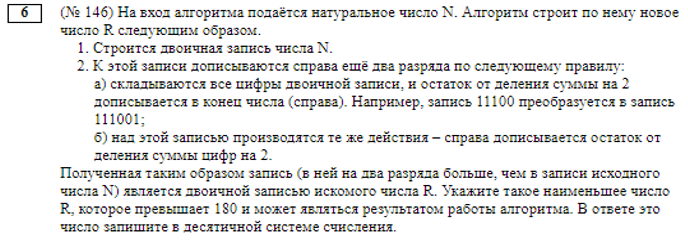 6 (№ 146) На вход алгоритма подаётся натуральное число N. Алгоритм строит по нему новое
число R следующим образом.
1. Строится двоичная запись числа N.
2. К этой записи дописываются справа ещё два разряда по следующему правилу:
а) складываются все цифры двоичной записи, и остаток от деления суммы на 2
дописывается в конец числа (справа). Например, запись 11100 преобразуется в запись
111001;
б) над этой записью производятся те же действия – справа дописывается остаток от
деления суммы цифр на 2.
Полученная таким образом запись (в ней на два разряда больше, чем в записи исходного
числа N) является двоичной записью искомого числа R. Укажите такое наименьшее число
R, которое превышает 180 и может являться результатом работы алгоритма. В ответе это
число запишите в десятичной системе счисления.